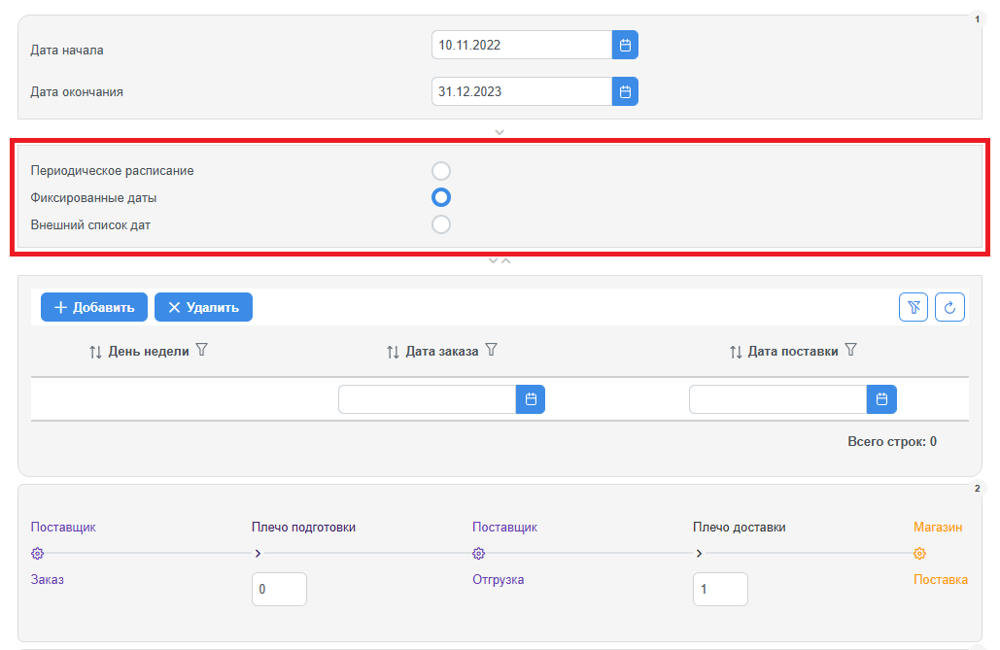 1
Дата начала 10.11.2022
Дата окончания 31.12.2023
Периодическое расписание
Фиксированные даты
Внешний список дат
Добавить Удалить
День недели Дата заказа Дата поставки
Всего строк: 0
2
Поставщик Плечо подготовки Поставщик Плечо доставки Магазин
Заказ 0 Отгрузка 1 Поставка